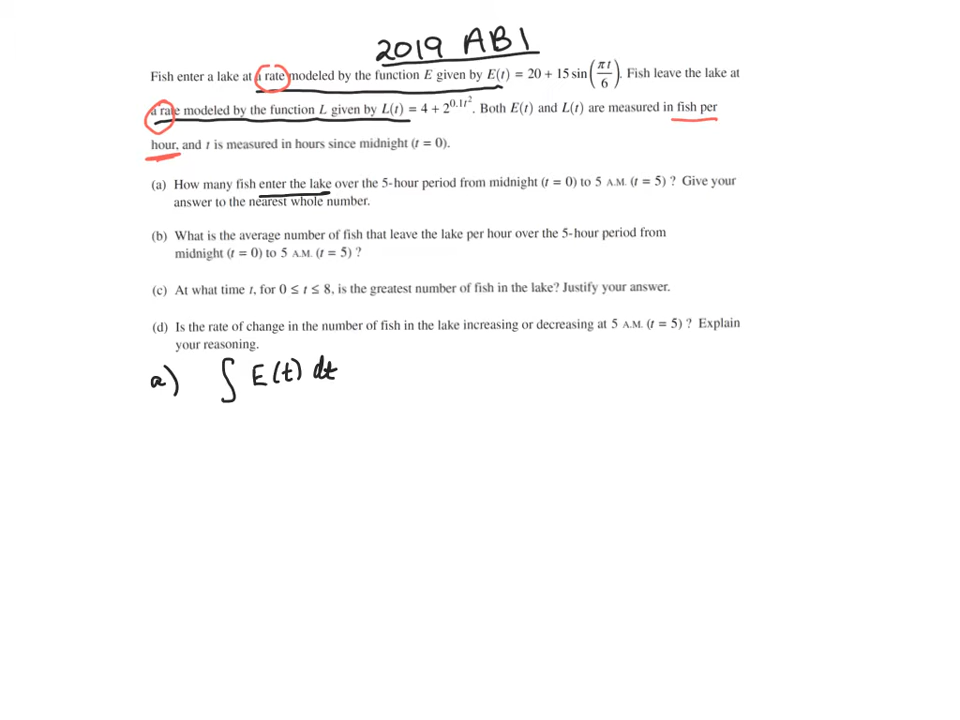 2019 AB1
Fish enter a lake at a rate modeled by the function E given by E(t) = 20 + 15 sin(πt/6). Fish leave the lake at
a rate modeled by the function L given by L(t) = 4 + 2^(0.1t²). Both E(t) and L(t) are measured in fish per
hour, and t is measured in hours since midnight (t = 0).
(a) How many fish enter the lake over the 5-hour period from midnight (t = 0) to 5 A.M. (t = 5) ? Give your
answer to the nearest whole number.
(b) What is the average number of fish that leave the lake per hour over the 5-hour period from
midnight (t = 0) to 5 A.M. (t = 5) ?
(c) At what time t, for 0 ≤ t ≤ 8, is the greatest number of fish in the lake? Justify your answer.
(d) Is the rate of change in the number of fish in the lake increasing or decreasing at 5 A.M. (t = 5) ? Explain
your reasoning.
a) ∫ E(t) dt